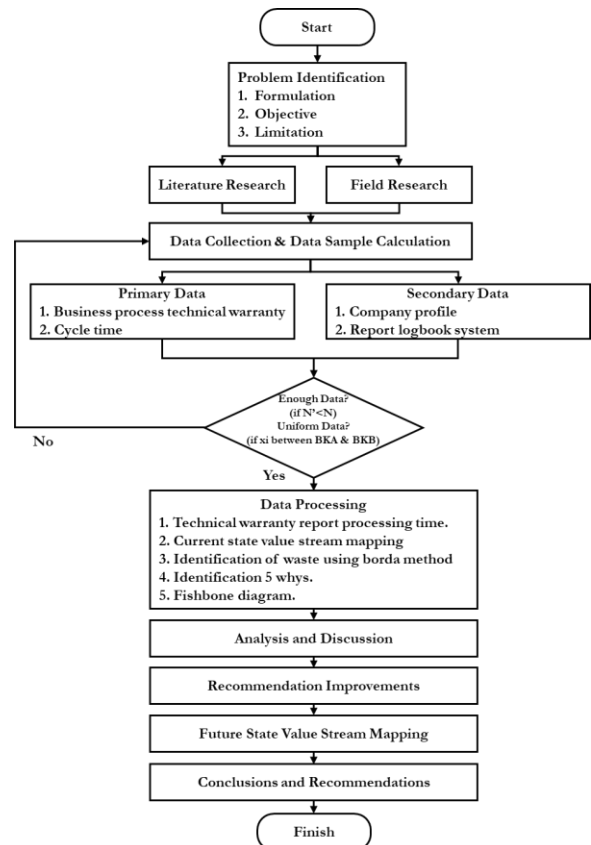 Start
Problem Identification
1. Formulation
2. Objective
3. Limitation
Literature Research
Field Research
Data Collection & Data Sample Calculation
Primary Data
1. Business process technical warranty
2. Cycle time
Secondary Data
1. Company profile
2. Report logbook system
Enough Data?
(if N'<N)
Uniform Data?
(if xi between BKA & BKB)
No
Yes
Data Processing
1. Technical warranty report processing time.
2. Current state value stream mapping
3. Identification of waste using borda method
4. Identification 5 whys.
5. Fishbone diagram.
Analysis and Discussion
Recommendation Improvements
Future State Value Stream Mapping
Conclusions and Recommendations
Finish